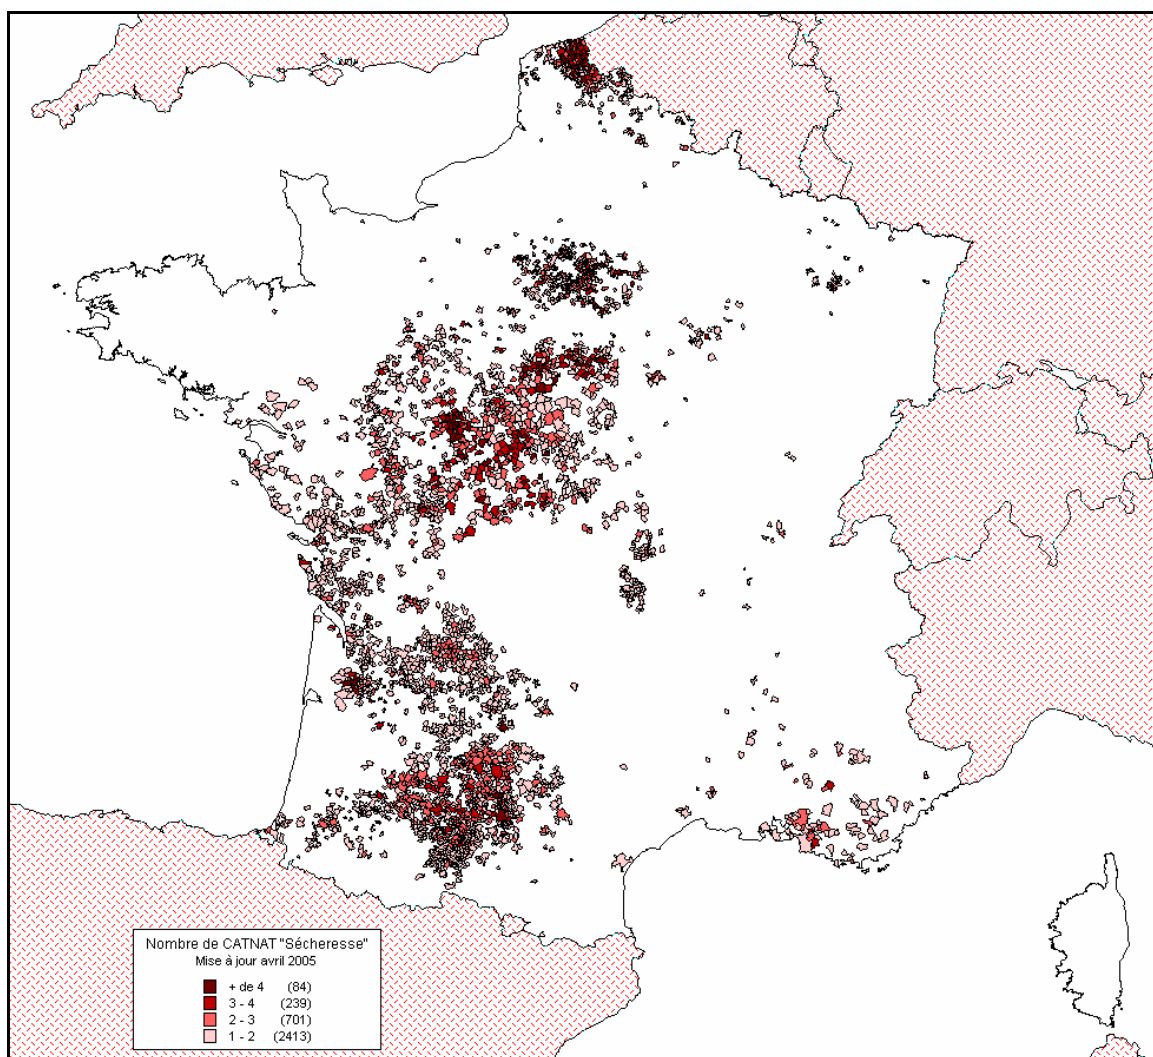 Nombre de CATNAT "Sécheresse"
Mise à jour avril 2005
+ de 4 (84)
3 - 4 (239)
2 - 3 (701)
1 - 2 (2413)